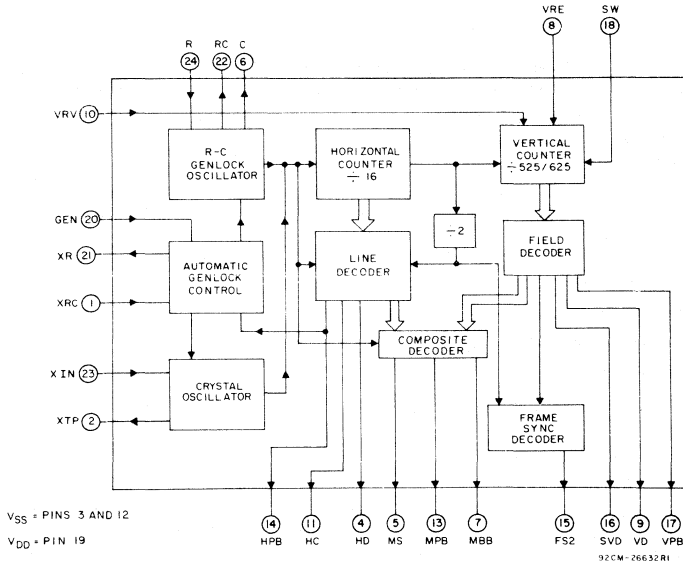 VRE SW
8 18
R RC C
24 22 6
VRV 10
R-C
GENLOCK
OSCILLATOR
HORIZONTAL
COUNTER
÷ 16
VERTICAL
COUNTER
÷ 525/625
GEN 20
÷2
XR 21
AUTOMATIC
GENLOCK
CONTROL
LINE
DECODER
FIELD
DECODER
XRC 1
COMPOSITE
DECODER
X IN 23
CRYSTAL
OSCILLATOR
XTP 2
FRAME
SYNC
DECODER
VSS = PINS 3 AND 12
VDD = PIN 19
14 11 4 5 13 7 15 16 9 17
HPB HC HD MS MPB MBB FS2 SVD VD VPB
92CM-26632RI